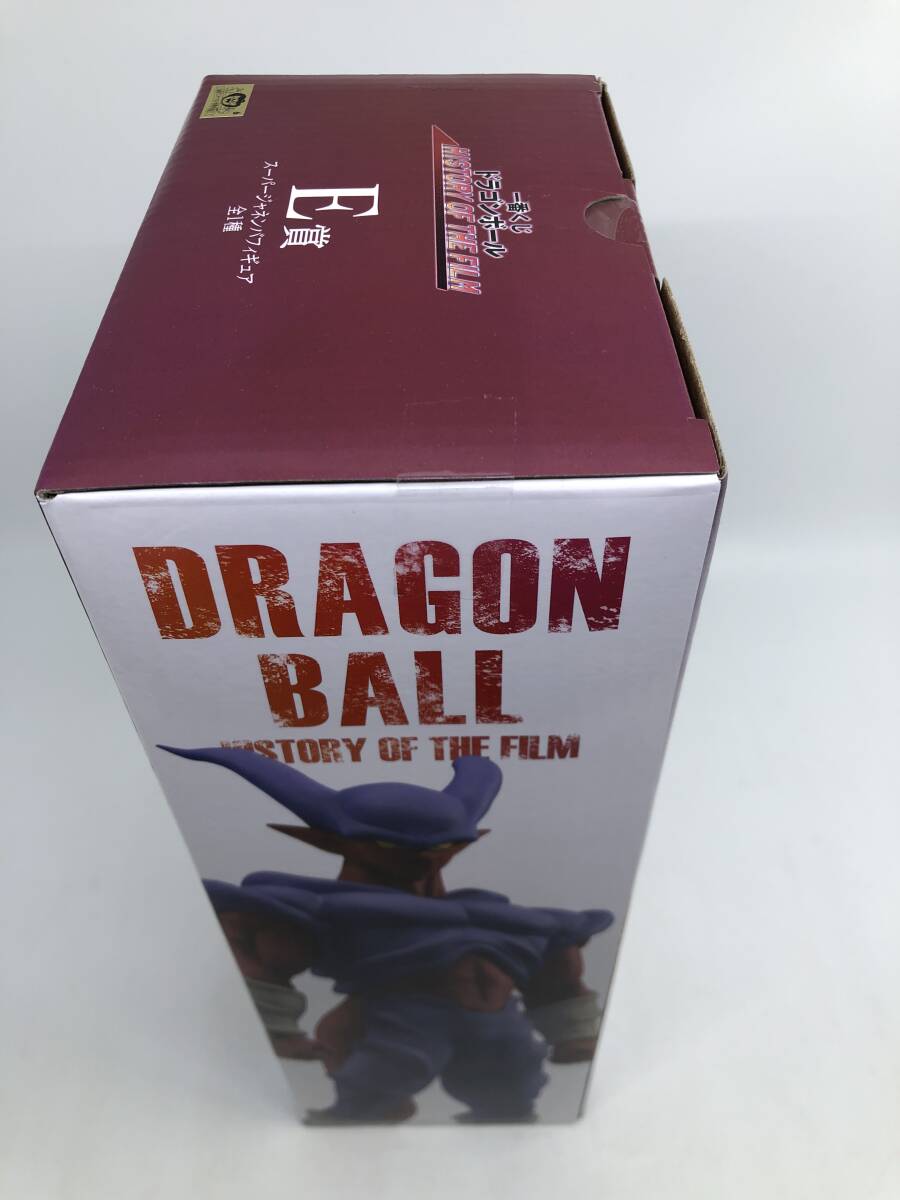 一番くじ
ドラゴンボール
HISTORY OF THE FILM
E賞
スーパージャネンバフィギュア
全1種
DRAGON
BALL
HISTORY OF THE FILM